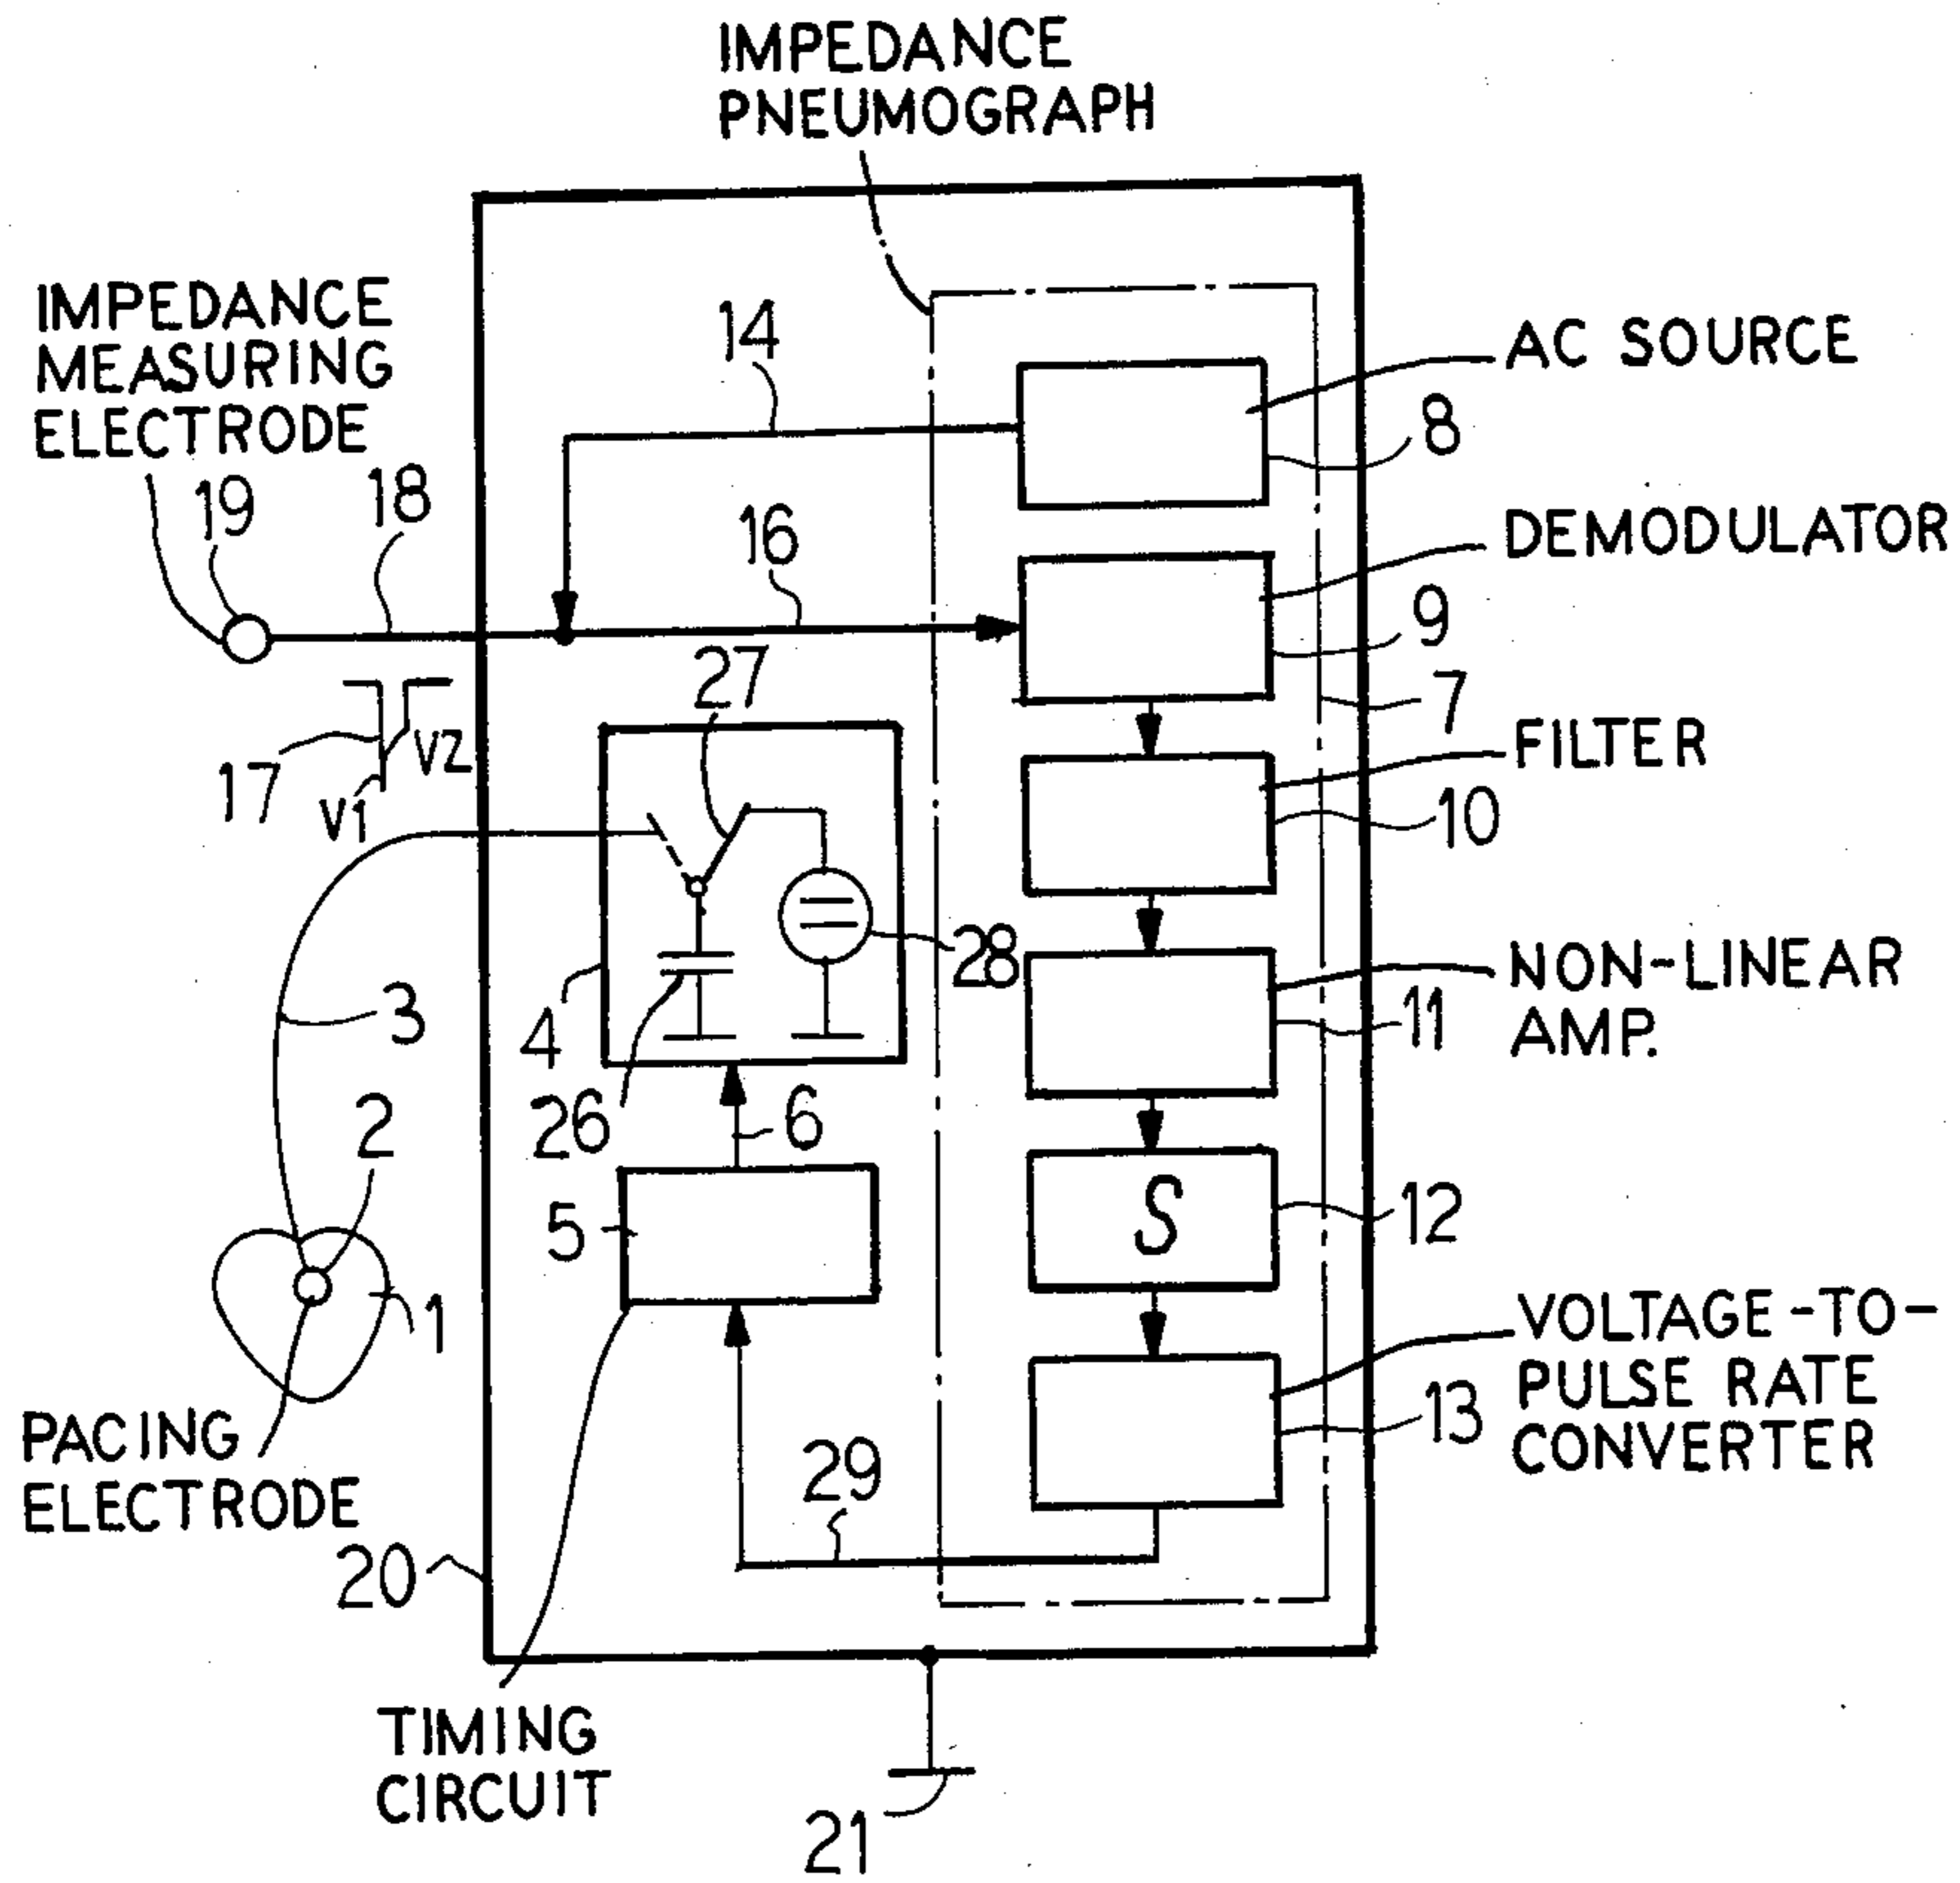 IMPEDANCE
PNEUMOGRAPH
IMPEDANCE
MEASURING
ELECTRODE
14
AC SOURCE
8
19
18
16
DEMODULATOR
9
27
7
17
V1
V2
FILTER
10
28
NON-LINEAR
AMP.
11
3
4
26
6
2
5
S
12
1
VOLTAGE-TO-
PULSE RATE
CONVERTER
13
PACING
ELECTRODE
29
20
TIMING
CIRCUIT
21